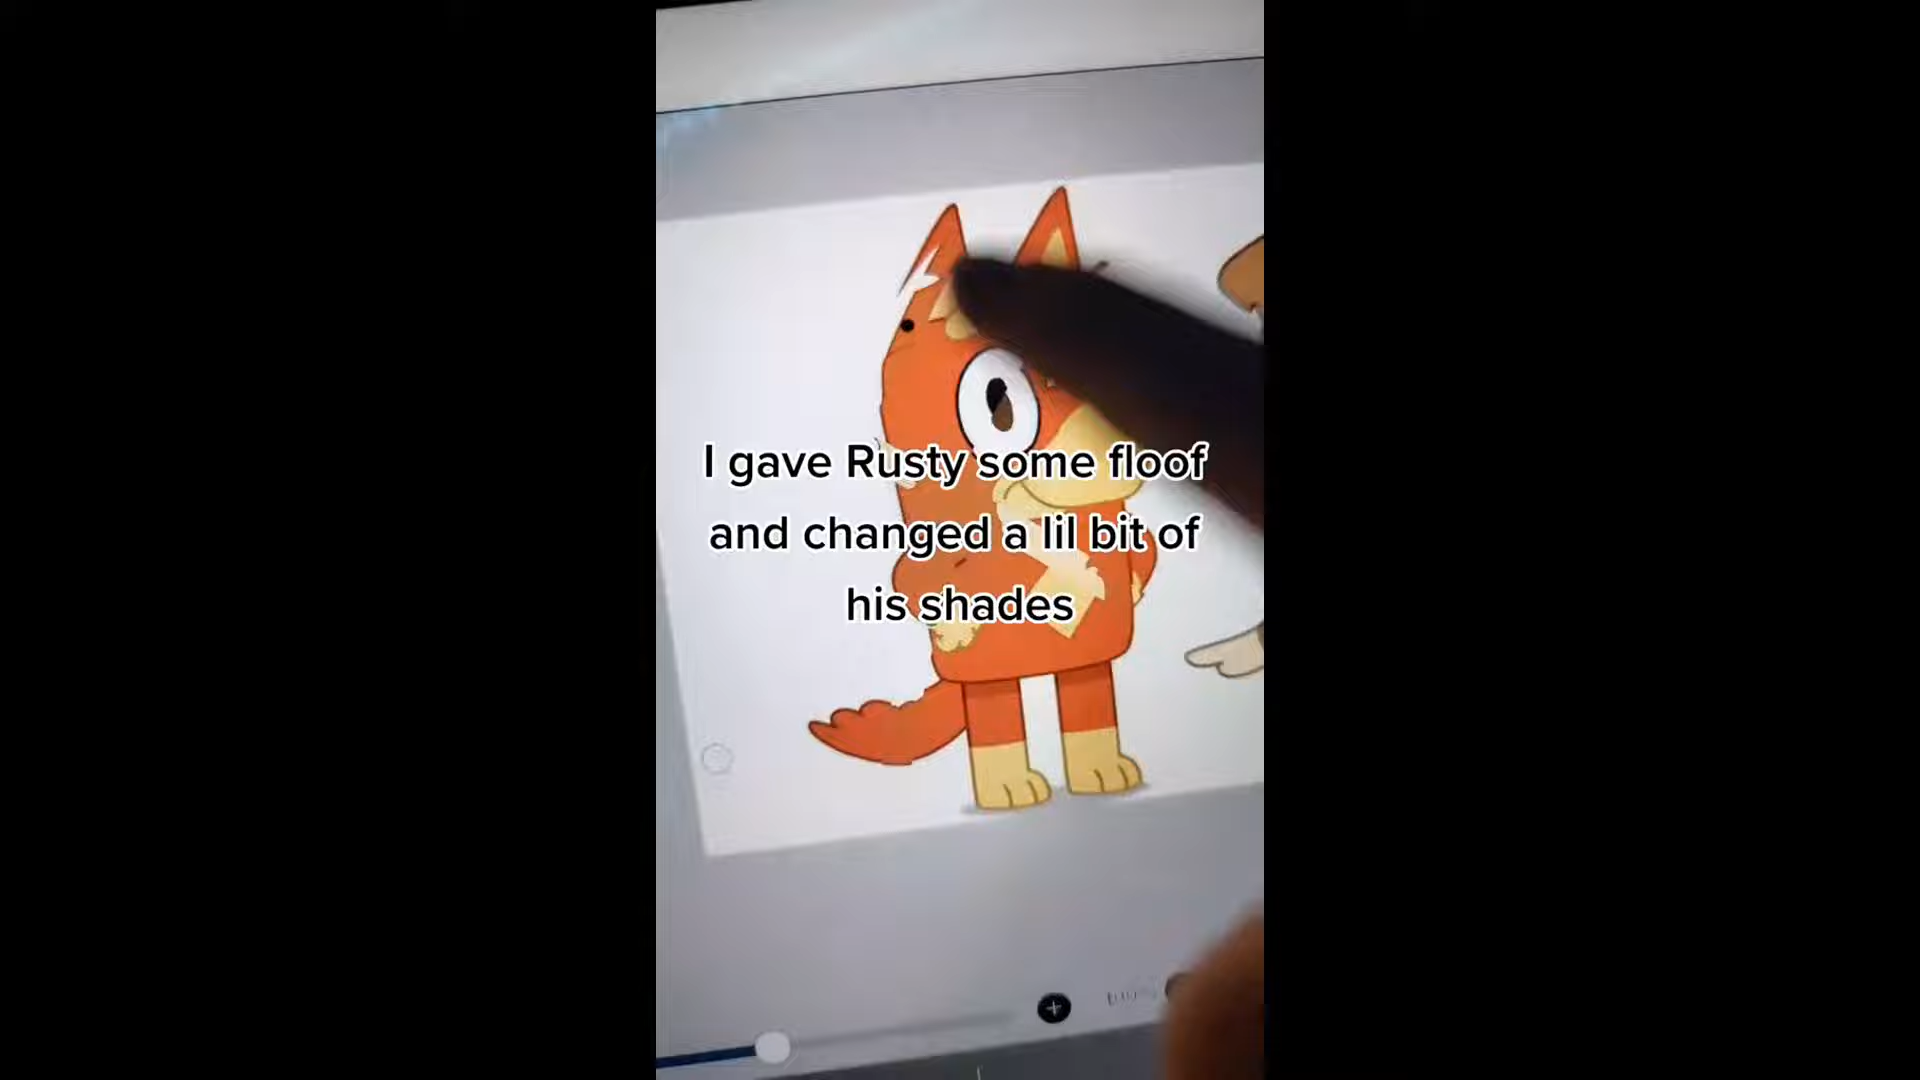 I gave Rusty some floof
and changed a lil bit of
his shades